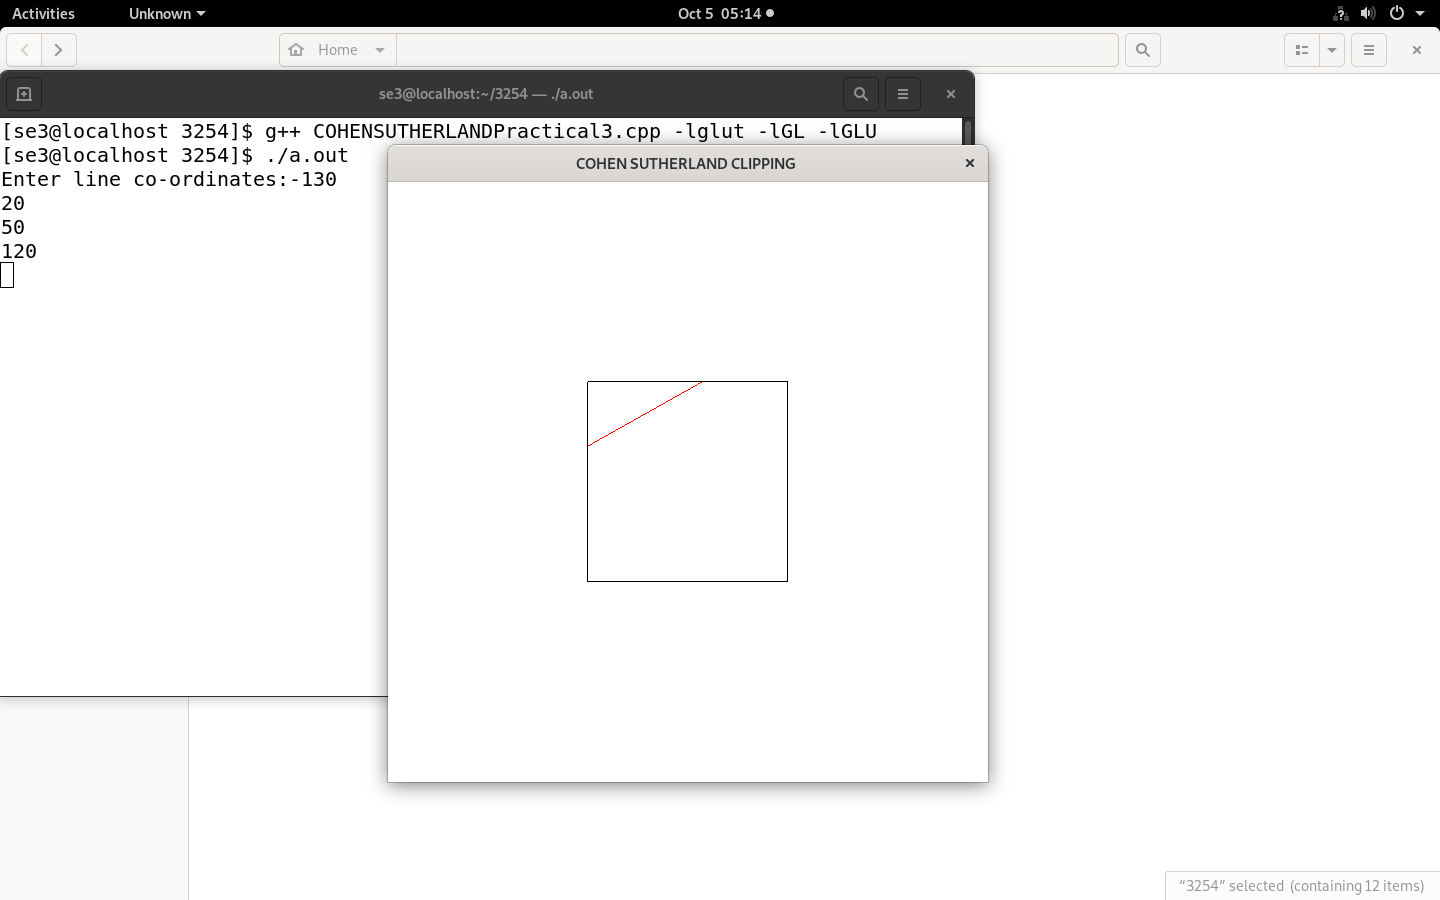 Activities Unknown Oct 5 05:14
Home
se3@localhost:~/3254 — ./a.out
[se3@localhost 3254]$ g++ COHENSUTHERLANDPractical3.cpp -lglut -lGL -lGLU
[se3@localhost 3254]$ ./a.out
Enter line co-ordinates:-130
20
50
120
COHEN SUTHERLAND CLIPPING
“3254” selected (containing 12 items)